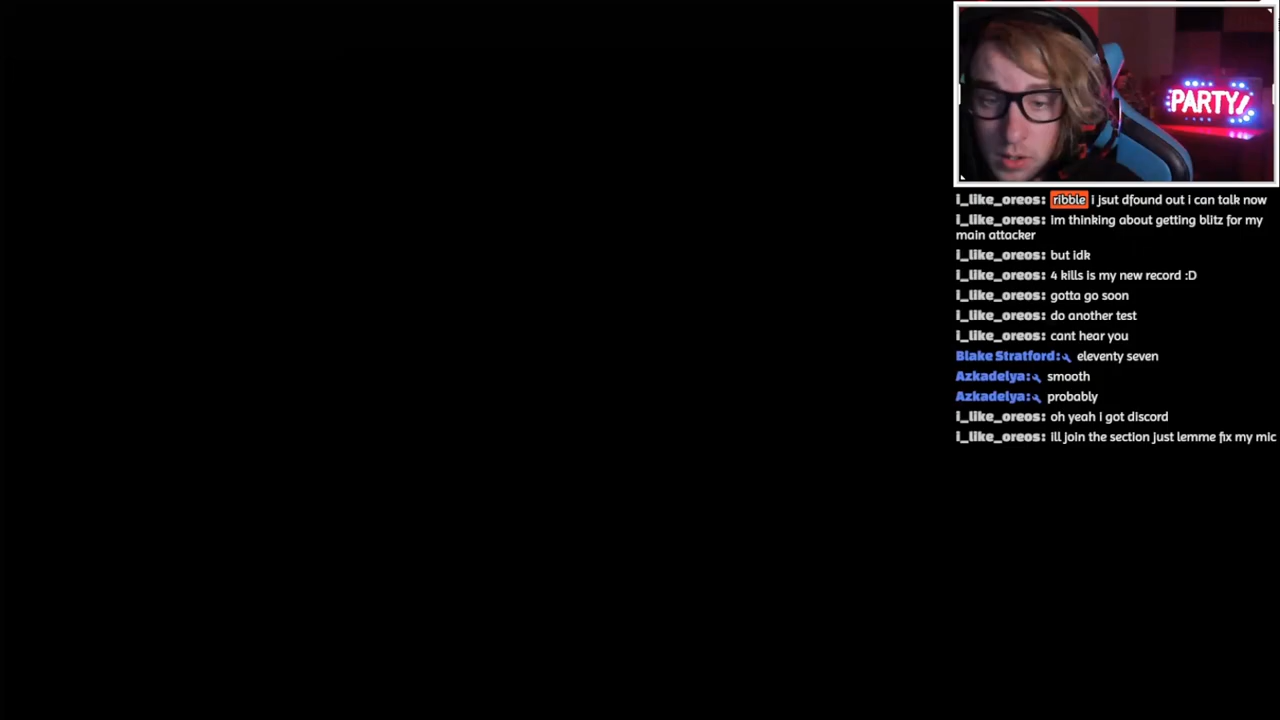 PARTY!
i_like_oreos: ribble i jsut dfound out i can talk now
i_like_oreos: im thinking about getting blitz for my
main attacker
i_like_oreos: but idk
i_like_oreos: 4 kills is my new record :D
i_like_oreos: gotta go soon
i_like_oreos: do another test
i_like_oreos: cant hear you
Blake Stratford: eleventy seven
Azkadelya: smooth
Azkadelya: probably
i_like_oreos: oh yeah i got discord
i_like_oreos: ill join the section just lemme fix my mic